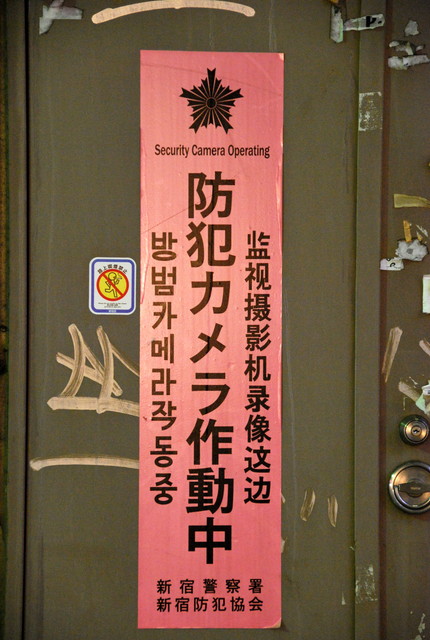 Security Camera Operating
监视摄影机录像这边
防犯カメラ作動中
방범카메라작동중
新宿警察署
新宿防犯協会